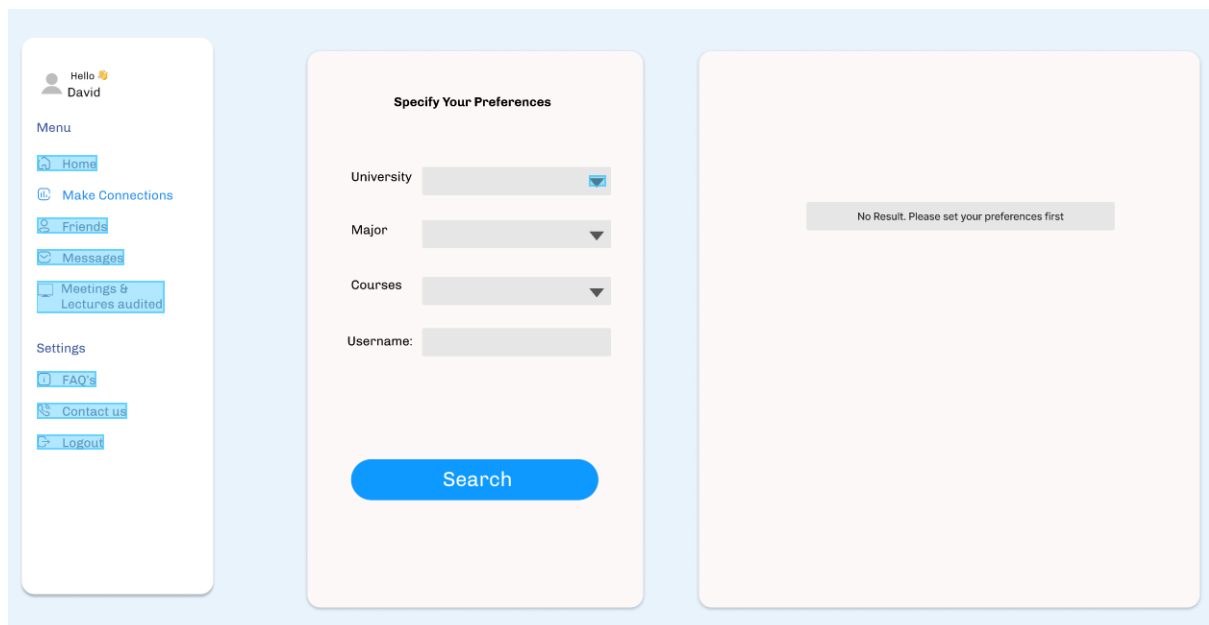 Hello 👋
David
Menu
Home
Make Connections
Friends
Messages
Meetings &
Lectures audited
Settings
FAQ's
Contact us
Logout
Specify Your Preferences
University
Major
Courses
Username:
Search
No Result. Please set your preferences first